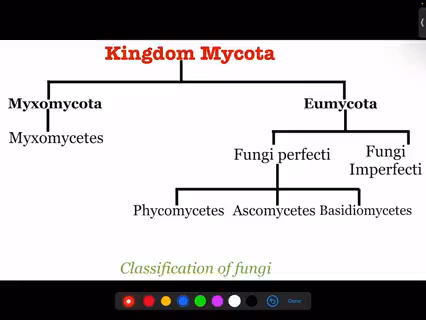 Kingdom Mycota
Myxomycota
Eumycota
Myxomycetes
Fungi perfecti
Fungi
Imperfecti
Phycomycetes
Ascomycetes
Basidiomycetes
Classification of fungi
Done